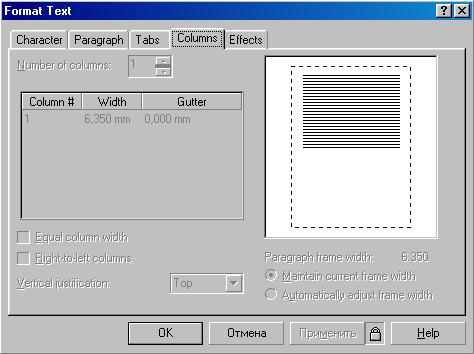 Format Text
Character Paragraph Tabs Columns Effects
Number of columns: 1
Column # Width Gutter
1 6,350 mm 0,000 mm
Equal column width
Right-to-left columns
Vertical justification: Top
Paragraph frame width: 6,350
Maintain current frame width
Automatically adjust frame width
OK Отмена Применить Help